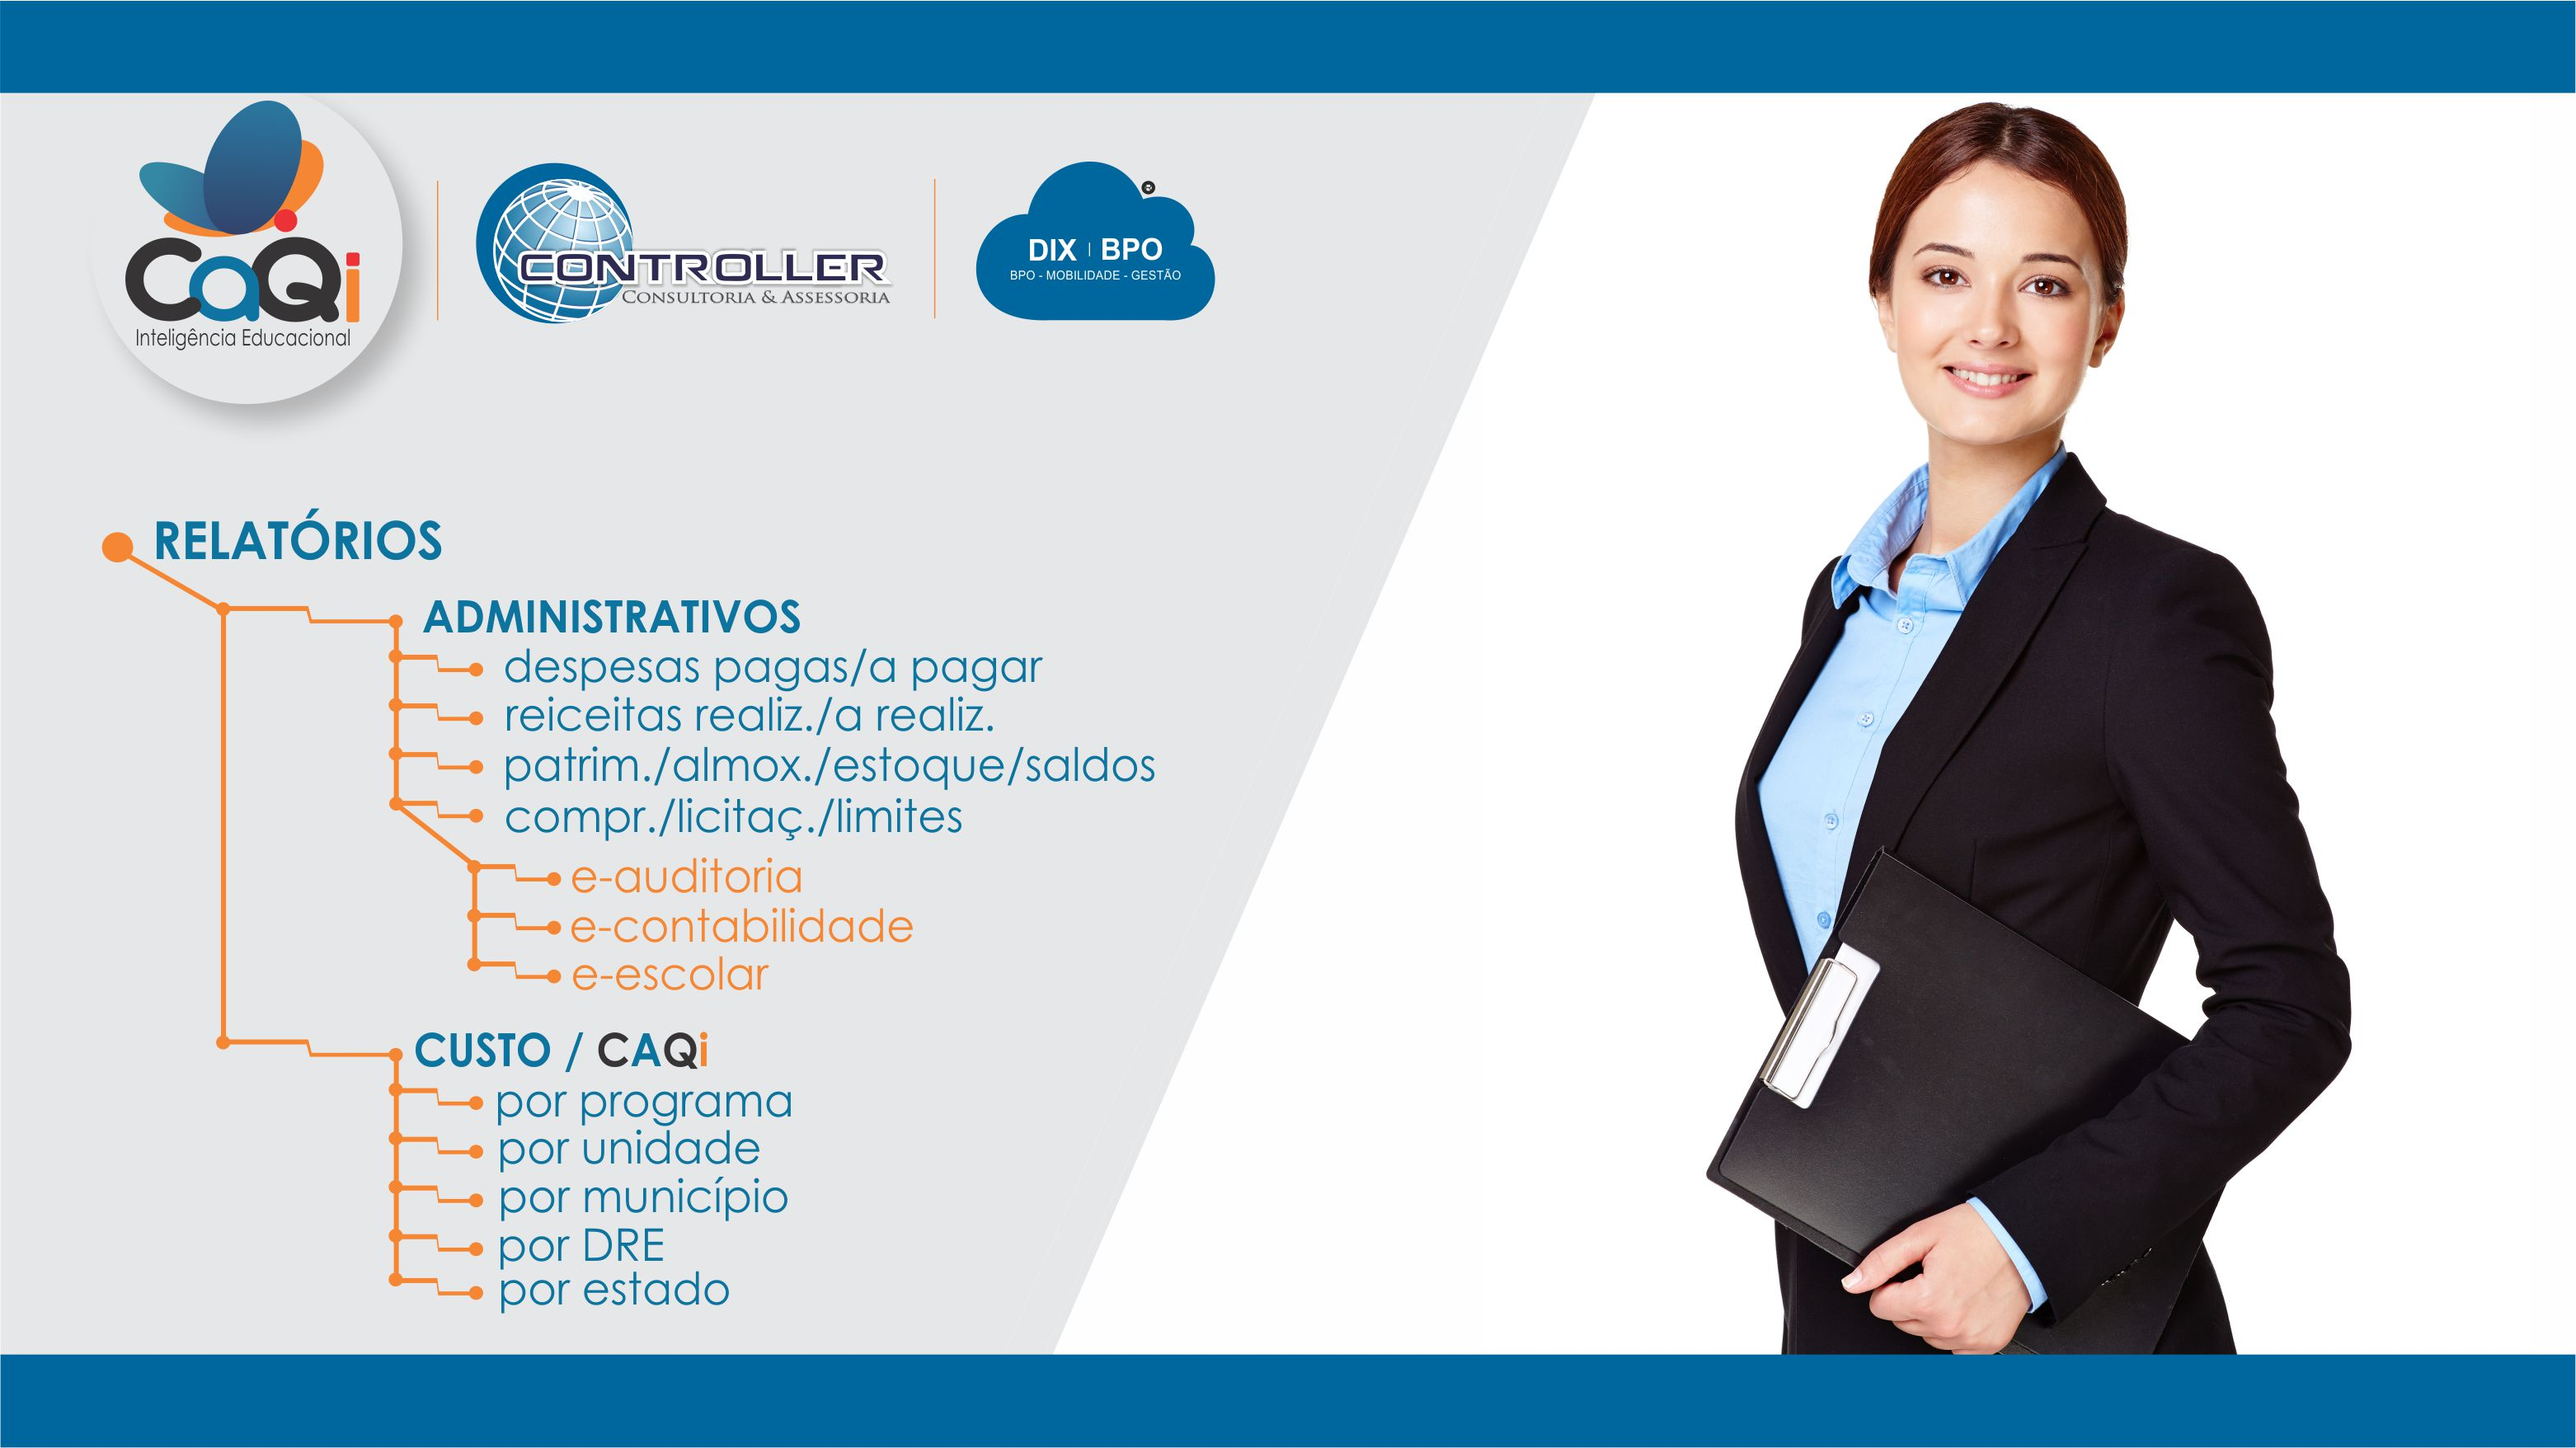 CaQi
Inteligência Educacional
CONTROLLER
CONSULTORIA & ASSESSORIA
DIX | BPO
BPO - MOBILIDADE - GESTÃO
RELATÓRIOS
ADMINISTRATIVOS
despesas pagas/a pagar
reiceitas realiz./a realiz.
patrim./almox./estoque/saldos
compr./licitaç./limites
e-auditoria
e-contabilidade
e-escolar
CUSTO / CAQi
por programa
por unidade
por município
por DRE
por estado